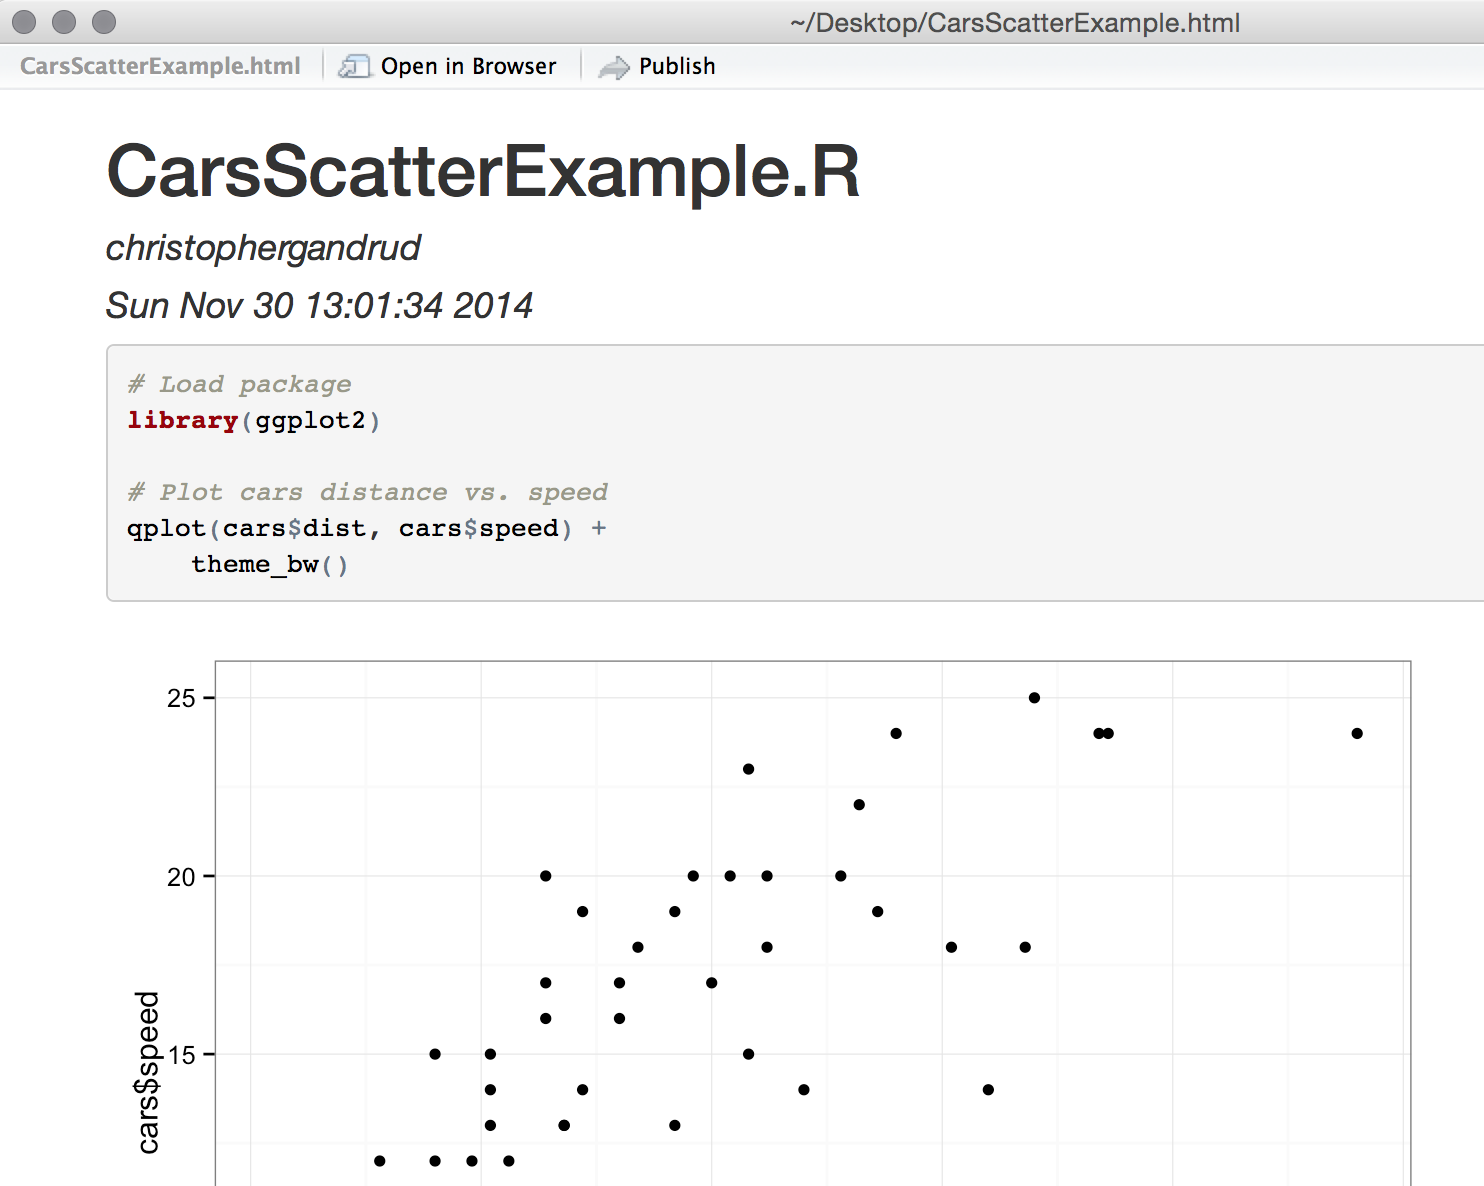 ~/Desktop/CarsScatterExample.html
CarsScatterExample.html Open in Browser Publish
CarsScatterExample.R
christophergandrud
Sun Nov 30 13:01:34 2014
# Load package
library(ggplot2)
# Plot cars distance vs. speed
qplot(cars$dist, cars$speed) +
    theme_bw()
25
20
15
cars$speed